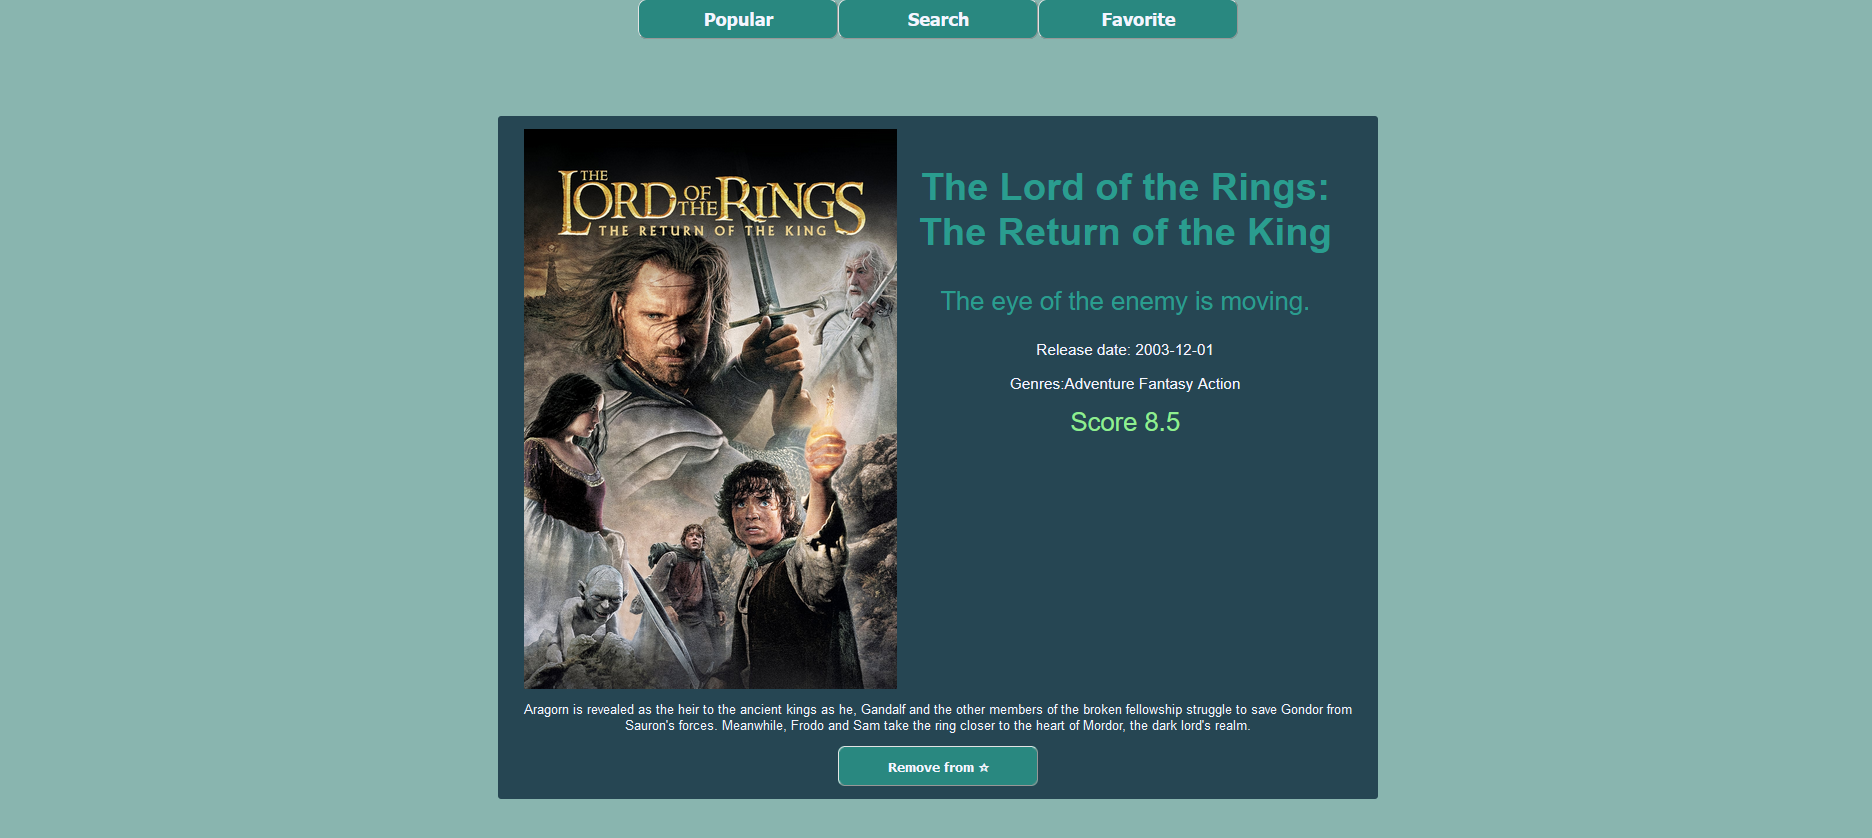 Popular
Search
Favorite
THE
LORD OF THE RINGS
THE RETURN OF THE KING
The Lord of the Rings:
The Return of the King
The eye of the enemy is moving.
Release date: 2003-12-01
Genres:Adventure Fantasy Action
Score 8.5
Aragorn is revealed as the heir to the ancient kings as he, Gandalf and the other members of the broken fellowship struggle to save Gondor from
Sauron's forces. Meanwhile, Frodo and Sam take the ring closer to the heart of Mordor, the dark lord's realm.
Remove from ☆